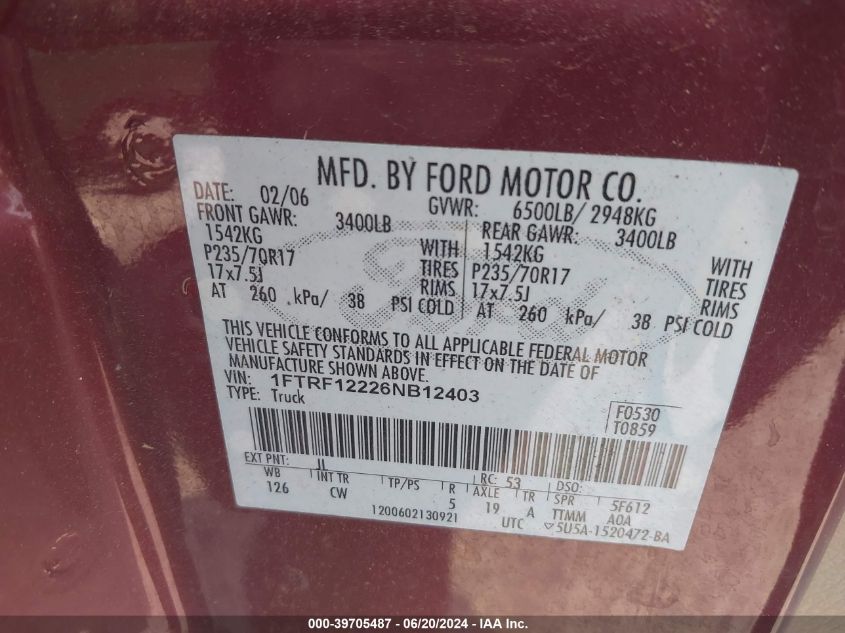 MFD. BY FORD MOTOR CO.
DATE: 02/06 GVWR: 6500LB/ 2948KG
FRONT GAWR: 3400LB REAR GAWR: 3400LB
1542KG WITH 1542KG WITH
P235/70R17 TIRES P235/70R17 TIRES
17x7.5J RIMS 17x7.5J RIMS
AT 260 kPa/ 38 PSI COLD AT 260 kPa/ 38 PSI COLD
THIS VEHICLE CONFORMS TO ALL APPLICABLE FEDERAL MOTOR
VEHICLE SAFETY STANDARDS IN EFFECT ON THE DATE OF
MANUFACTURE SHOWN ABOVE.
VIN: 1FTRF12226NB12403 F0530
TYPE: Truck T0859
EXT PNT: JL RC: 53 DSO:
WB INT TR TP/PS R AXLE TR SPR 5F612
126 CW 5 19 A TTMM A0A
1200602130921 UTC ▽5U5A-1520472-BA
Ford
000-39705487 - 06/20/2024 - IAA Inc.